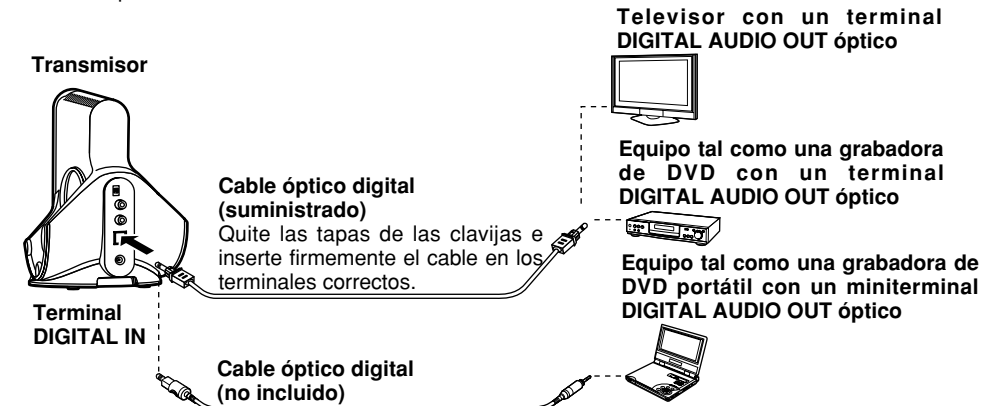 Televisor con un terminal
DIGITAL AUDIO OUT óptico
Transmisor
Equipo tal como una grabadora
de DVD con un terminal
DIGITAL AUDIO OUT óptico
Cable óptico digital
(suministrado)
Quite las tapas de las clavijas e
inserte firmemente el cable en los
terminales correctos.
Equipo tal como una grabadora de
DVD portátil con un miniterminal
DIGITAL AUDIO OUT óptico
Terminal
DIGITAL IN
Cable óptico digital
(no incluido)